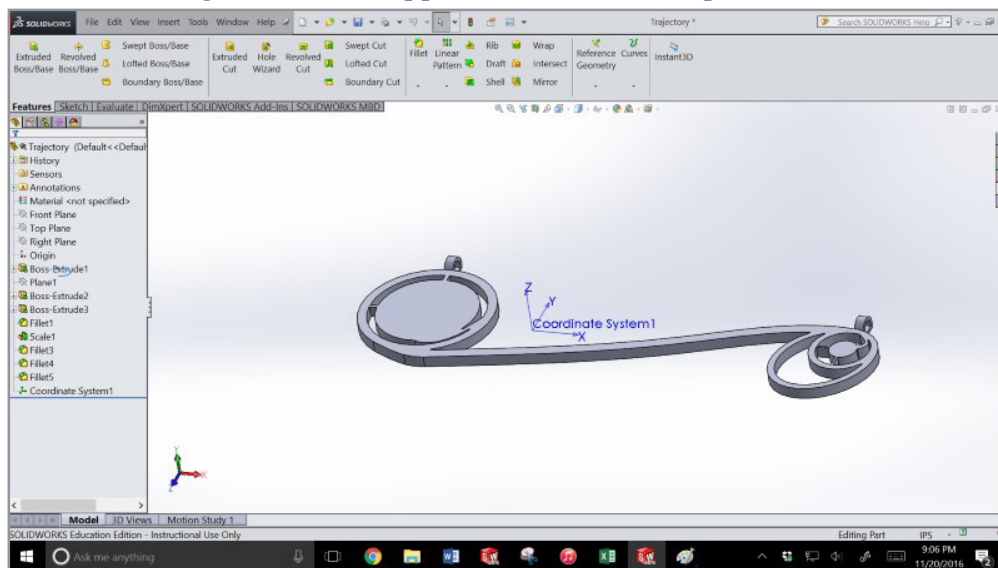 SOLIDWORKS File Edit View Insert Tools Window Help Trajectory * Search SOLIDWORKS Help
Extruded Boss/Base Revolved Boss/Base Swept Boss/Base Lofted Boss/Base Boundary Boss/Base Extruded Cut Hole Wizard Revolved Cut Swept Cut Lofted Cut Boundary Cut Fillet Linear Pattern Rib Draft Shell Wrap Intersect Mirror Reference Geometry Curves Instant3D
Features Sketch Evaluate DimXpert SOLIDWORKS Add-Ins SOLIDWORKS MBD
Trajectory (Default<<Defaul
History
Sensors
Annotations
Material <not specified>
Front Plane
Top Plane
Right Plane
Origin
Boss-Extrude1
Plane1
Boss-Extrude2
Boss-Extrude3
Fillet1
Scale1
Fillet3
Fillet4
Fillet5
Coordinate System1
Z
Y
Coordinate System1
X
Y
X
Z
Model 3D Views Motion Study 1
SOLIDWORKS Education Edition - Instructional Use Only Editing Part IPS
Ask me anything 9:06 PM
11/20/2016